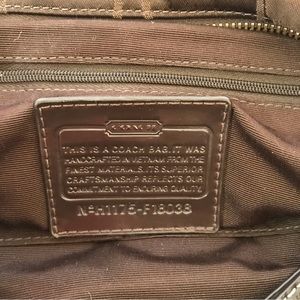 COACH
THIS IS A COACH BAG. IT WAS
HANDCRAFTED IN VIETNAM FROM THE
FINEST MATERIALS. ITS SUPERIOR
CRAFTSMANSHIP REFLECTS OUR
COMMITMENT TO ENDURING QUALITY.
Nº H1175-F18038